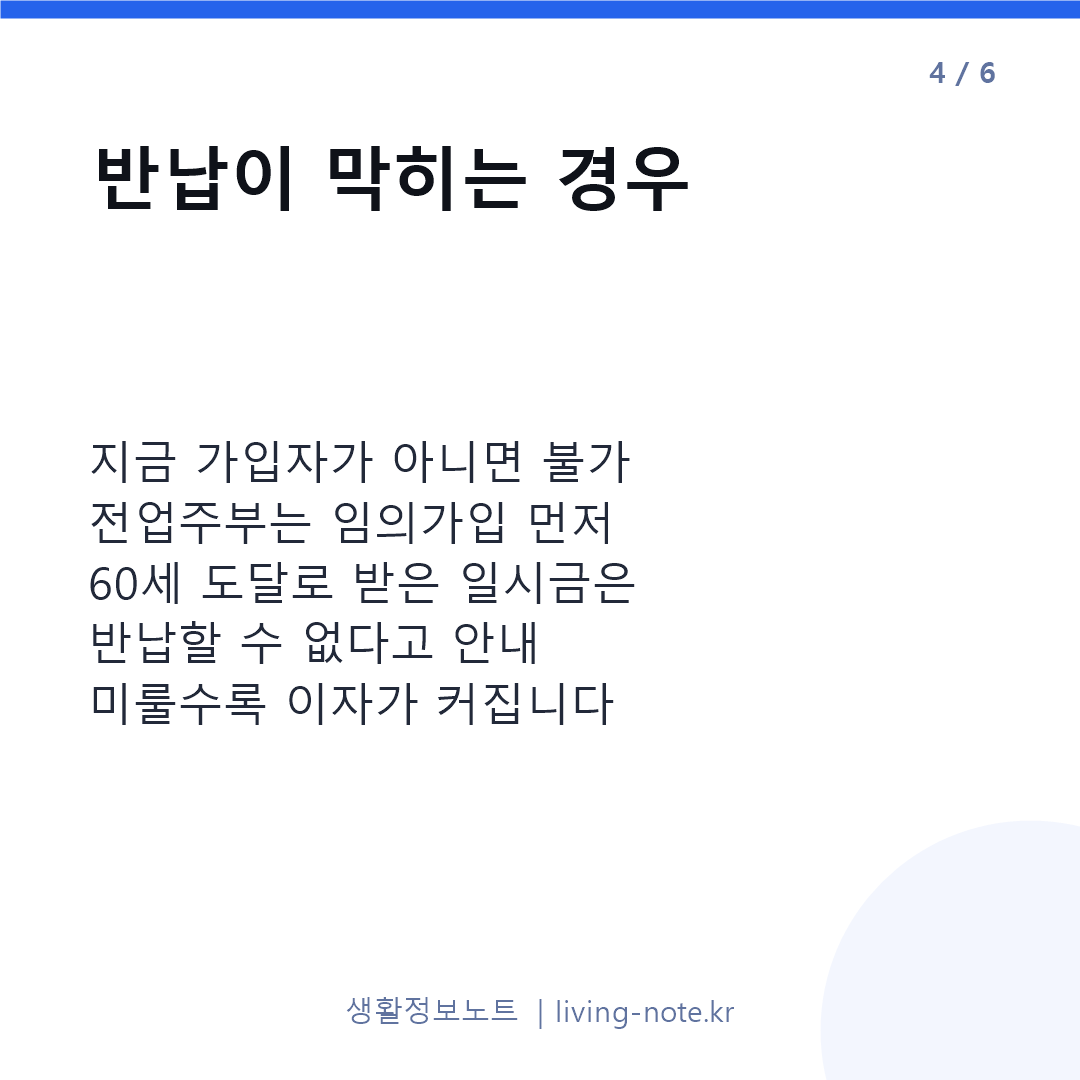 4 / 6
반납이 막히는 경우
지금 가입자가 아니면 불가
전업주부는 임의가입 먼저
60세 도달로 받은 일시금은
반납할 수 없다고 안내
미룰수록 이자가 커집니다
생활정보노트 | living-note.kr